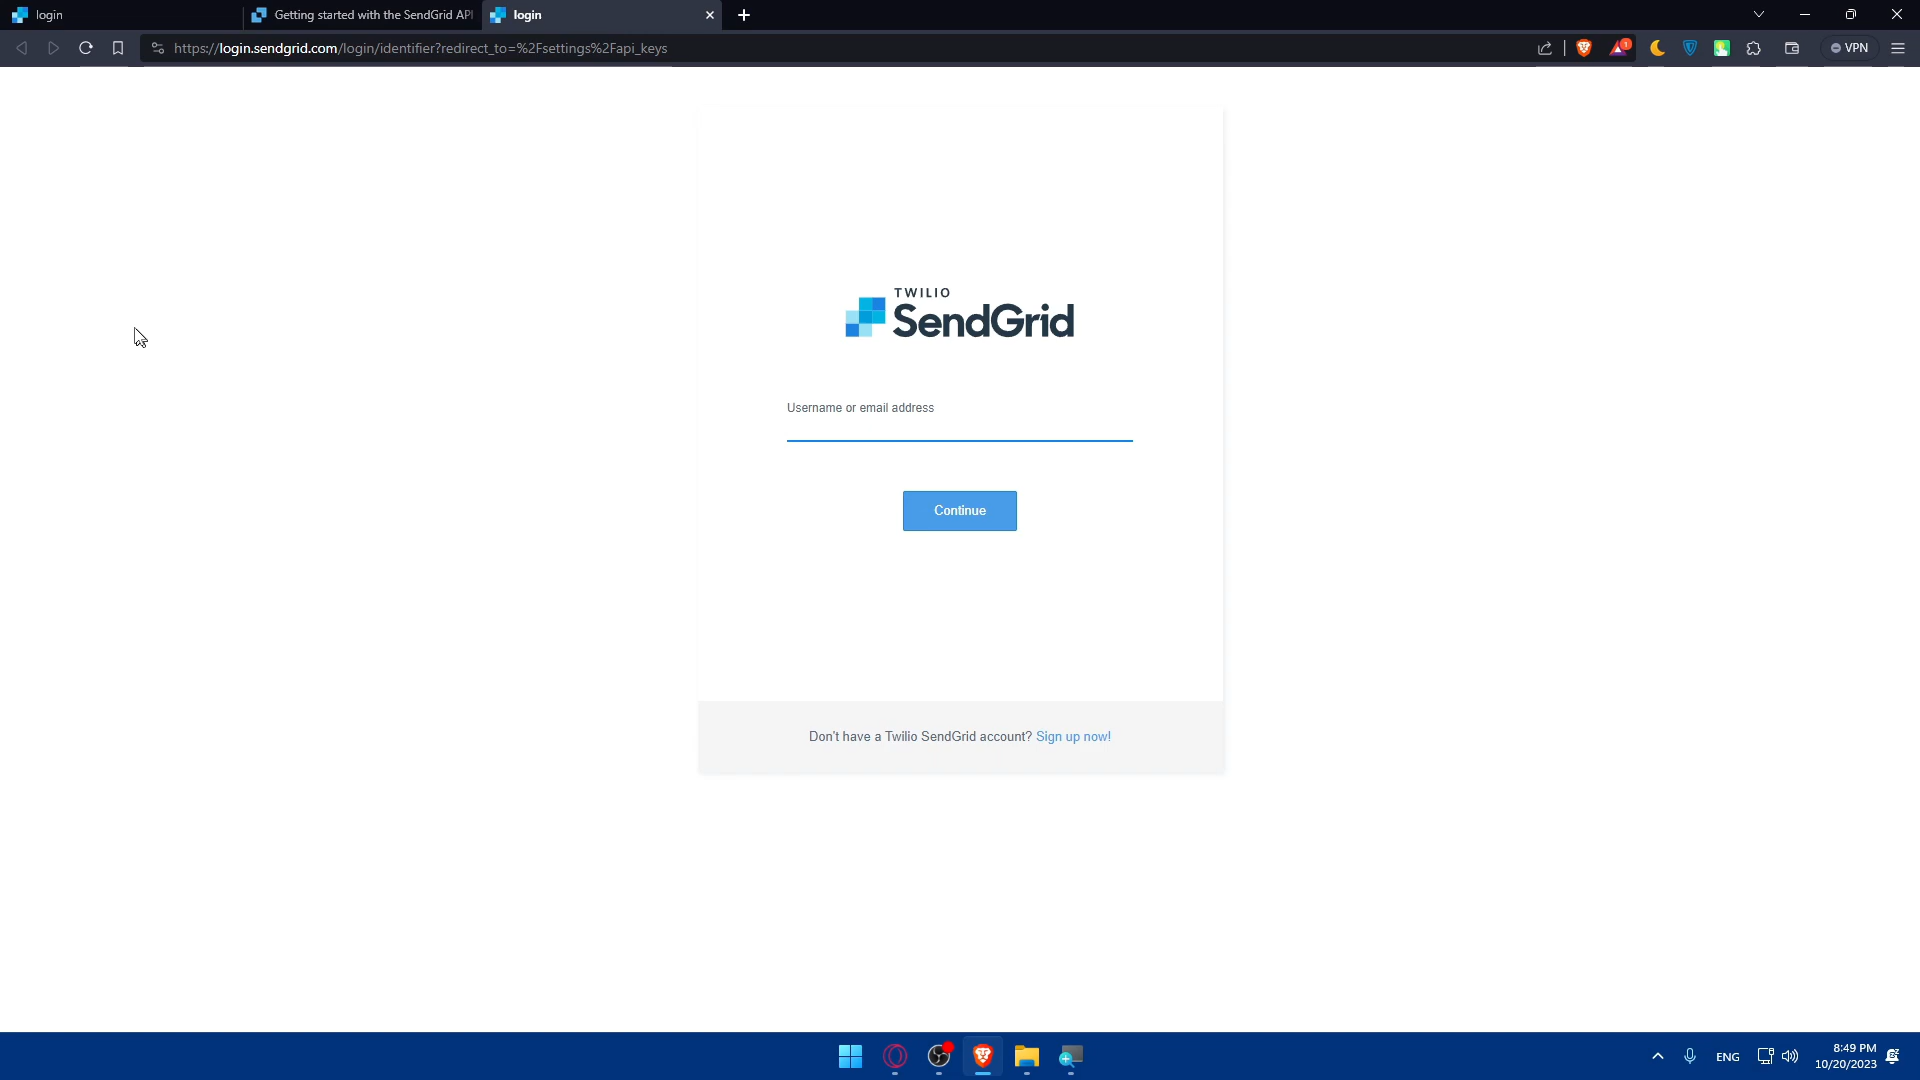 login
Getting started with the SendGrid API
login
https://login.sendgrid.com/login/identifier?redirect_to=%2Fsettings%2Fapi_keys
1
VPN
TWILIO
SendGrid
Username or email address
Continue
Don't have a Twilio SendGrid account? Sign up now!
ENG
8:49 PM
10/20/2023